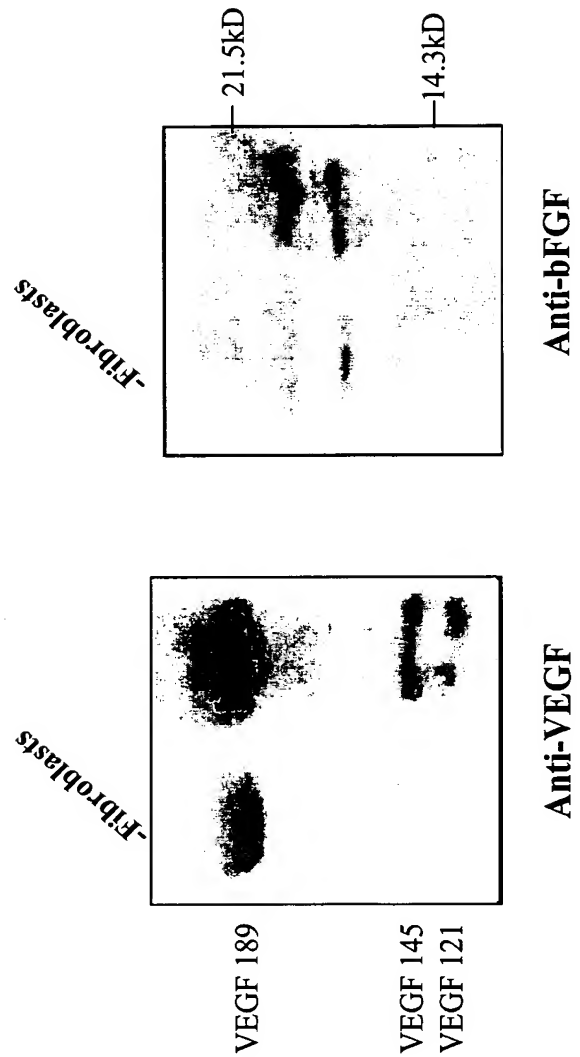 -Fibroblasts
VEGF 189
VEGF 145
VEGF 121
Anti-VEGF
-Fibroblasts
21.5kD
14.3kD
Anti-bFGF